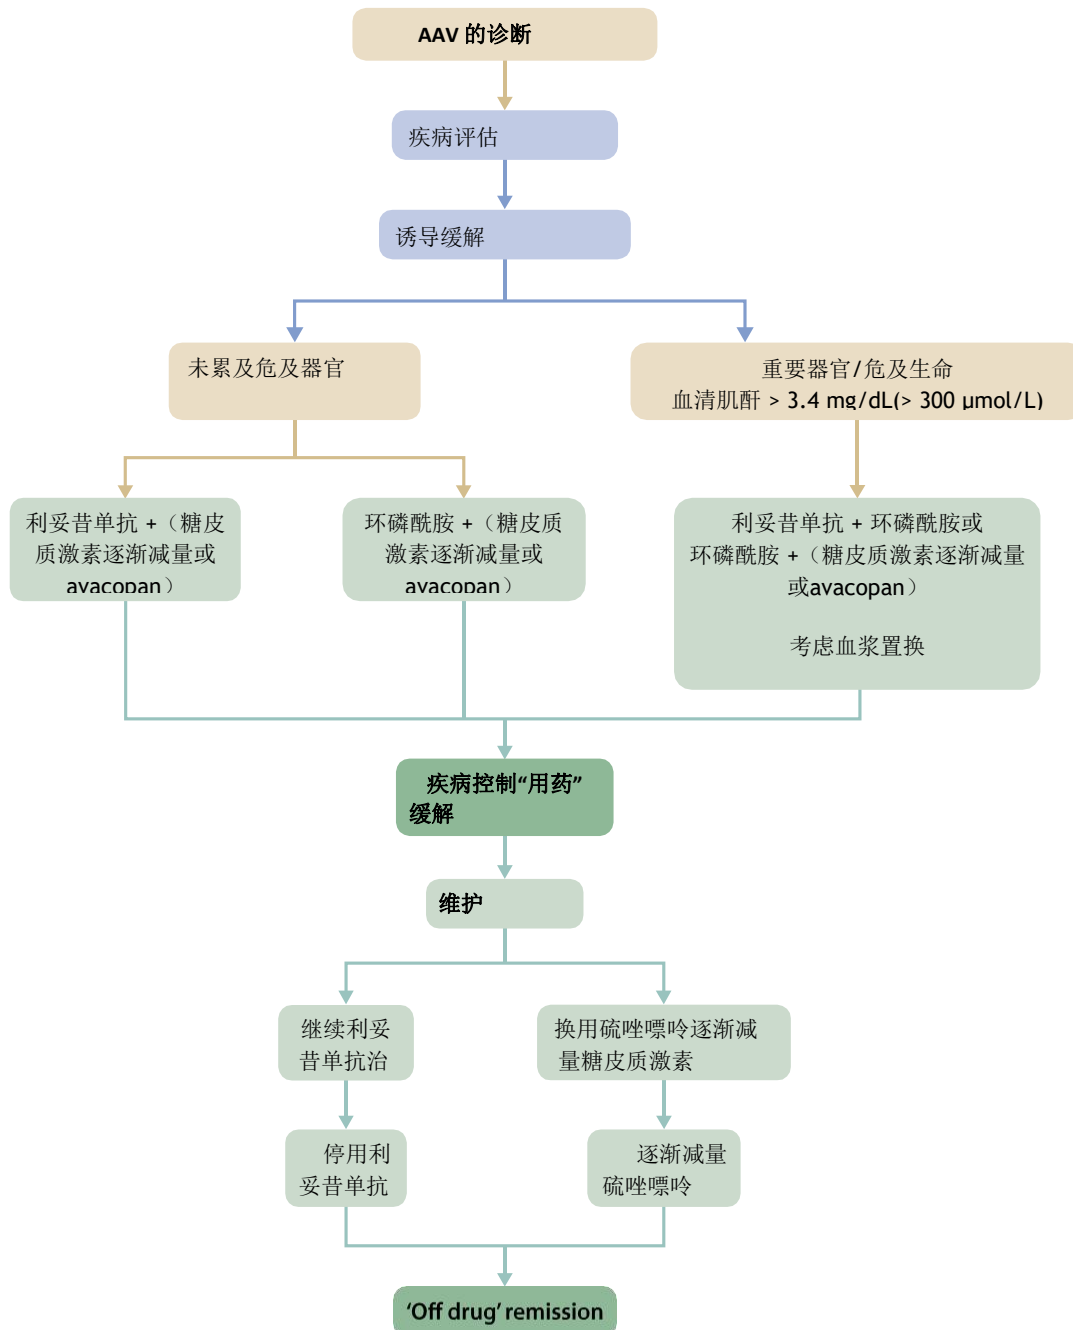 AAV 的诊断
疾病评估
诱导缓解
未累及危及器官
重要器官/危及生命
血清肌酐 > 3.4 mg/dL(> 300 µmol/L)
利妥昔单抗 +（糖皮
质激素逐渐减量或
avacopan）
环磷酰胺 +（糖皮质
激素逐渐减量或
avacopan）
利妥昔单抗 + 环磷酰胺或
环磷酰胺 +（糖皮质激素逐渐减量
或avacopan）
考虑血浆置换
疾病控制“用药”
缓解
维护
继续利妥
昔单抗治
换用硫唑嘌呤逐渐减
量糖皮质激素
停用利
妥昔单抗
逐渐减量
硫唑嘌呤
‘Off drug’ remission